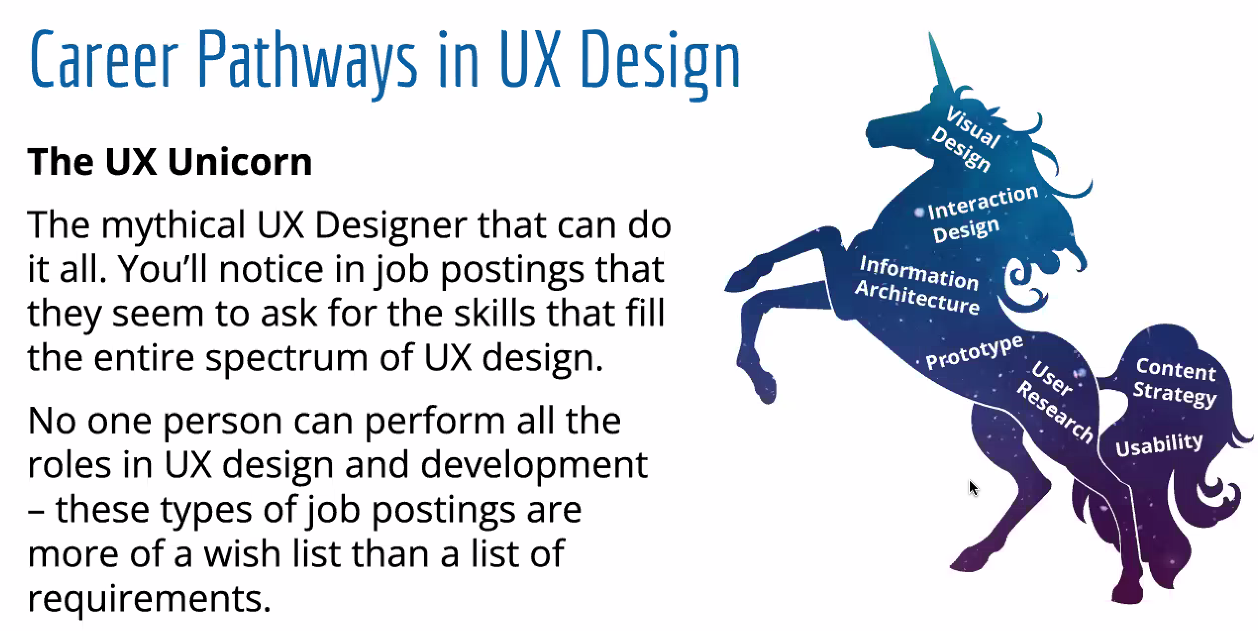 Career Pathways in UX Design
The UX Unicorn
The mythical UX Designer that can do
it all. You’ll notice in job postings that
they seem to ask for the skills that fill
the entire spectrum of UX design.
No one person can perform all the
roles in UX design and development
– these types of job postings are
more of a wish list than a list of
requirements.
Visual
Design
Interaction
Design
Information
Architecture
Prototype
User
Research
Content
Strategy
Usability